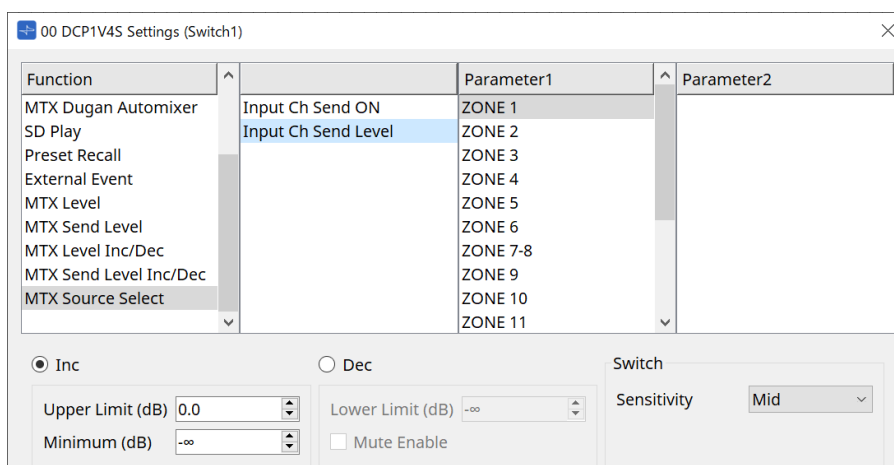 00 DCP1V4S Settings (Switch1)
Function
Parameter1
Parameter2
MTX Dugan Automixer
Input Ch Send ON
ZONE 1
SD Play
Input Ch Send Level
ZONE 2
Preset Recall
ZONE 3
External Event
ZONE 4
MTX Level
ZONE 5
MTX Send Level
ZONE 6
MTX Level Inc/Dec
ZONE 7-8
MTX Send Level Inc/Dec
ZONE 9
MTX Source Select
ZONE 10
ZONE 11
Inc
Dec
Switch
Upper Limit (dB) 0.0
Lower Limit (dB) -∞
Sensitivity Mid
Minimum (dB) -∞
Mute Enable